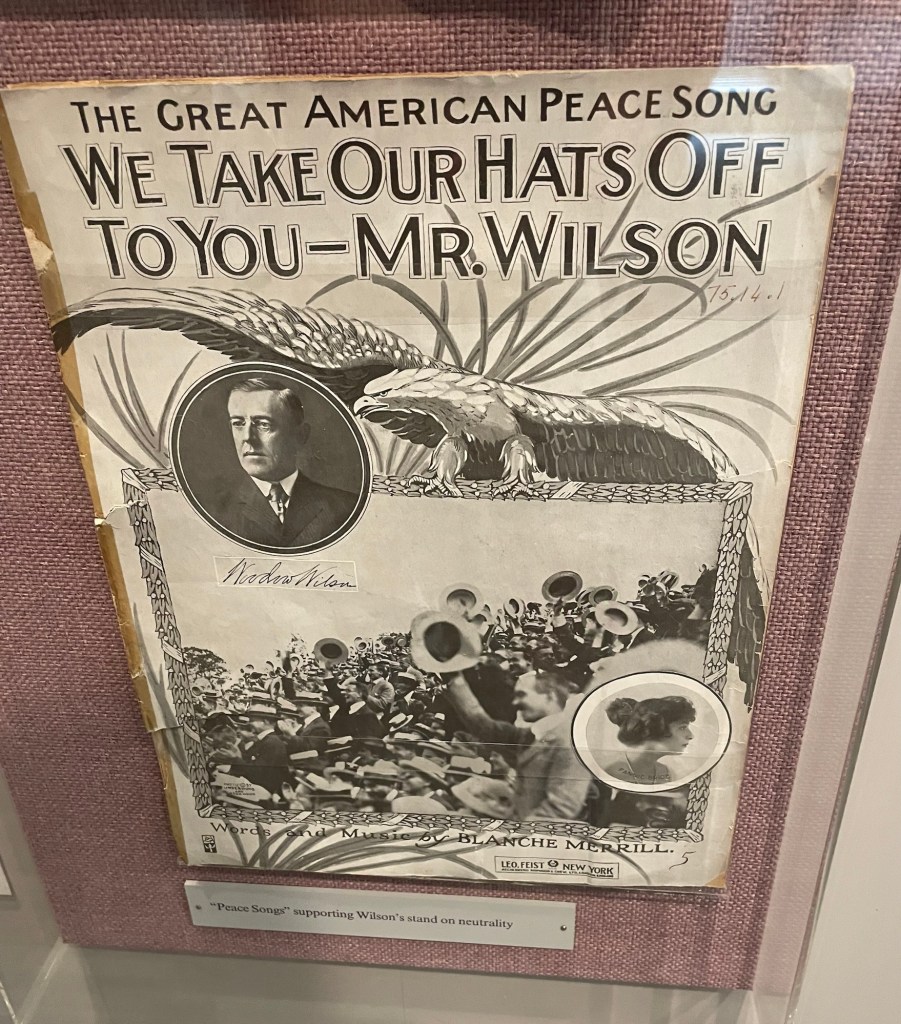 THE GREAT AMERICAN PEACE SONG
WE TAKE OUR HATS OFF
TO YOU—MR. WILSON
75.14.1
Woodrow Wilson
Words and Music by BLANCHE MERRILL.
5
LEO. FEIST NEW YORK
"Peace Songs" supporting Wilson's stand on neutrality